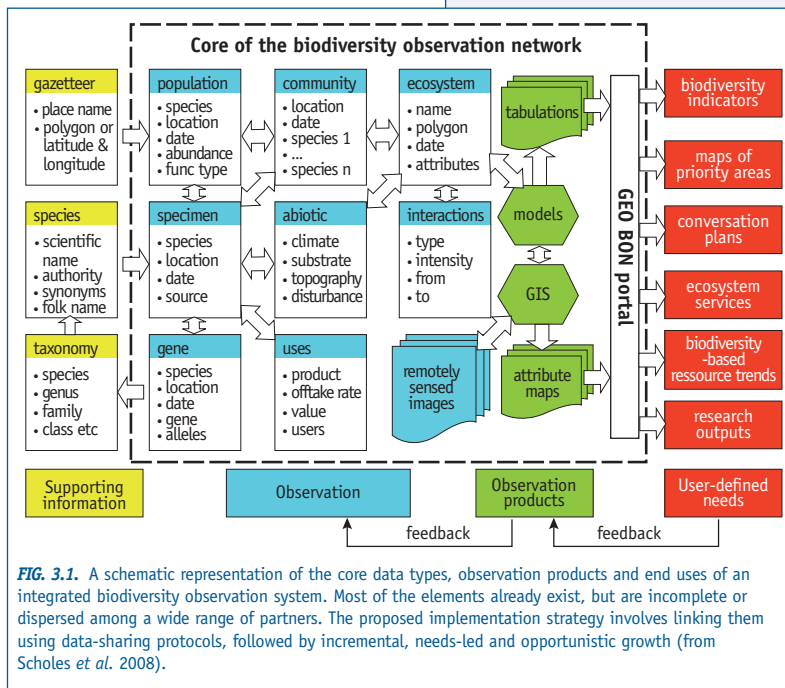 Core of the biodiversity observation network
gazetteer
• place name
• polygon or
latitude &
longitude
population
• species
• location
• date
• abundance
• func type
community
• location
• date
• species 1
• ...
• species n
ecosystem
• name
• polygon
• date
• attributes
tabulations
species
• scientific
name
• authority
• synonyms
• folk name
specimen
• species
• location
• date
• source
abiotic
• climate
• substrate
• topography
• disturbance
interactions
• type
• intensity
• from
• to
models
GIS
taxonomy
• species
• genus
• family
• class etc
gene
• species
• location
• date
• gene
• alleles
uses
• product
• offtake rate
• value
• users
remotely
sensed
images
attribute
maps
GEO BON portal
biodiversity
indicators
maps of
priority areas
conversation
plans
ecosystem
services
biodiversity
-based
ressource trends
research
outputs
Supporting
information
Observation
Observation
products
User-defined
needs
feedback
feedback
FIG. 3.1. A schematic representation of the core data types, observation products and end uses of an
integrated biodiversity observation system. Most of the elements already exist, but are incomplete or
dispersed among a wide range of partners. The proposed implementation strategy involves linking them
using data-sharing protocols, followed by incremental, needs-led and opportunistic growth (from
Scholes et al. 2008).